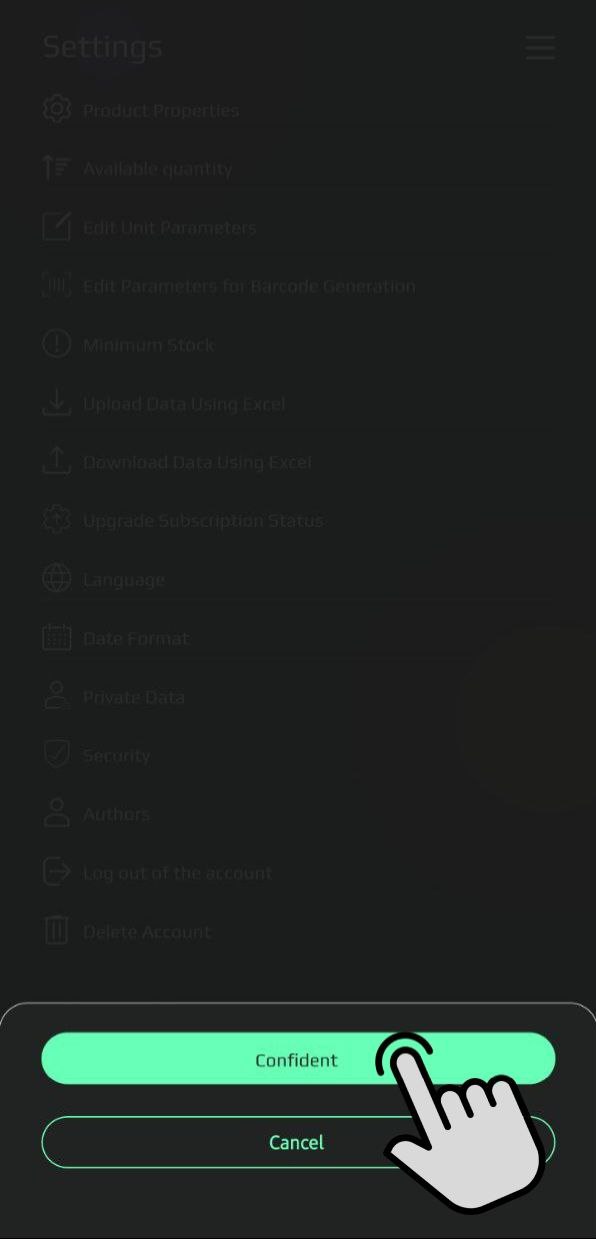 Settings
Product Properties
Available quantity
Edit Unit Parameters
Edit Parameters for Barcode Generation
Minimum Stock
Upload Data Using Excel
Download Data Using Excel
Upgrade Subscription Status
Language
Date Format
Private Data
Security
Authors
Log out of the account
Delete Account
Confident
Cancel